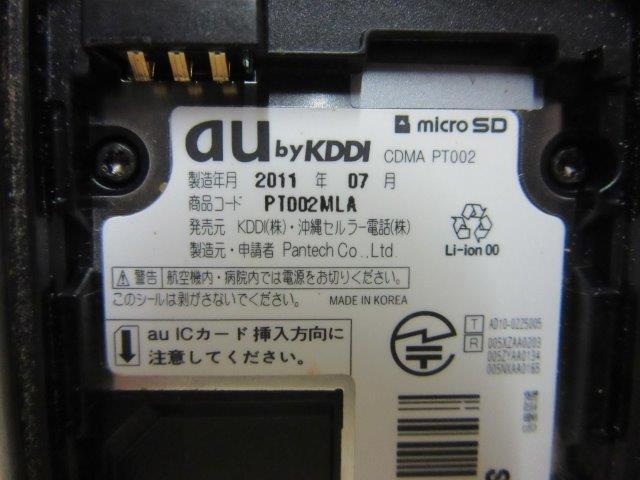 micro SD
au by KDDI CDMA PT002
製造年月 2011 年 07 月
商品コード PT002MLA
発売元 KDDI(株)・沖縄セルラー電話(株)
製造元・申請者 Pantech Co.,Ltd.
Li-ion 00
警告 航空機内・病院内では電源をお切りください。
このシールは剥がさないでください。 MADE IN KOREA
au ICカード 挿入方向に
注意してください。
T AD10-0225005
R 005XZAA0203
005ZYAA0134
005NXAA0165